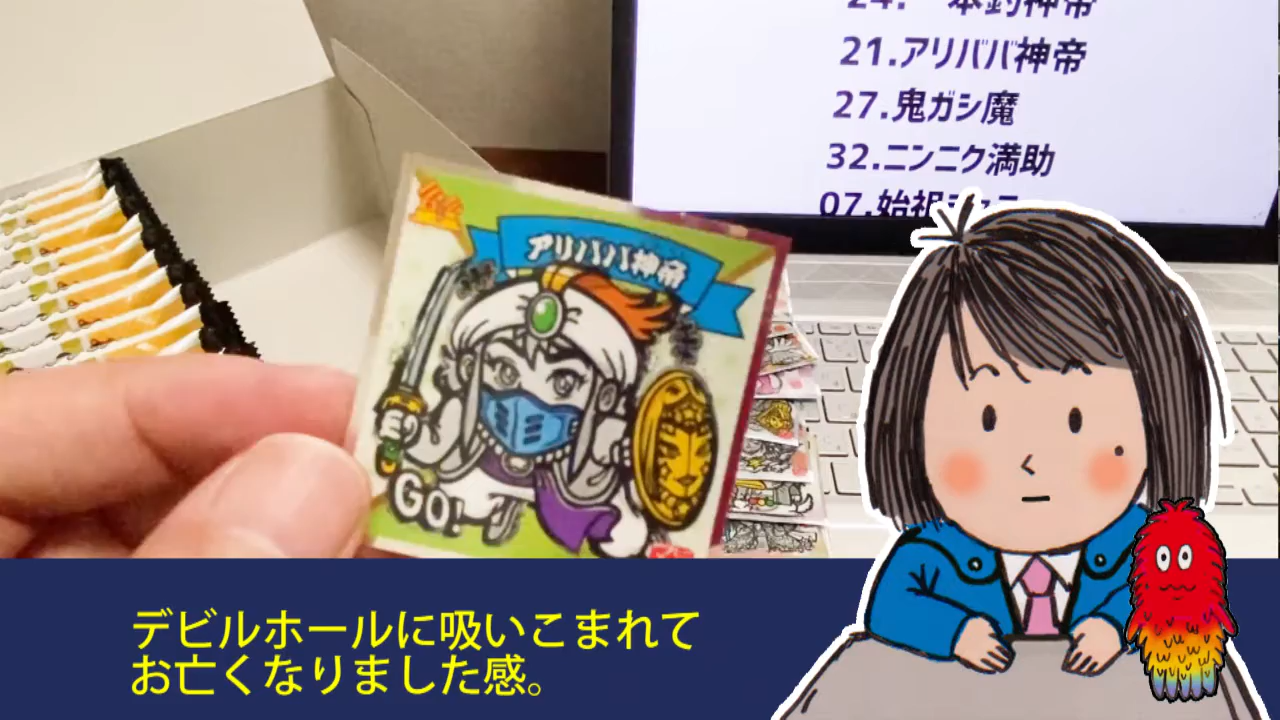 21.アリババ神帝
27.鬼ガシ魔
32.ニンニク満助
アリババ神帝
GO!
デビルホールに吸いこまれて
お亡くなりました感。